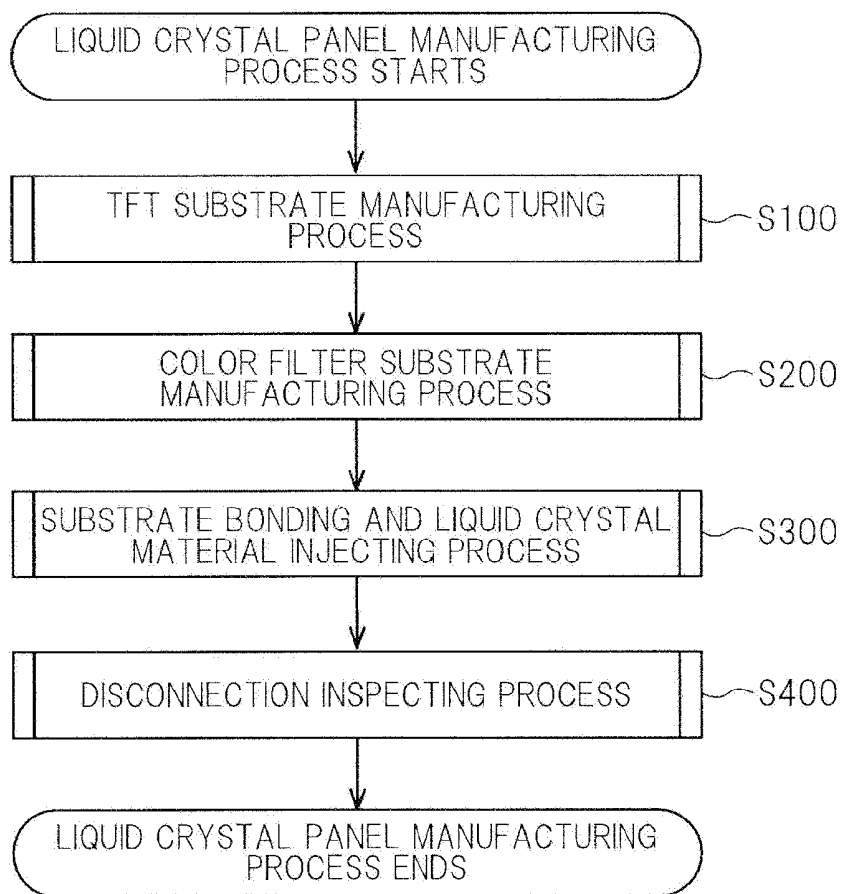 LIQUID CRYSTAL PANEL MANUFACTURING
PROCESS STARTS
TFT SUBSTRATE MANUFACTURING
PROCESS
S100
COLOR FILTER SUBSTRATE
MANUFACTURING PROCESS
S200
SUBSTRATE BONDING AND LIQUID CRYSTAL
MATERIAL INJECTING PROCESS
S300
DISCONNECTION INSPECTING PROCESS
S400
LIQUID CRYSTAL PANEL MANUFACTURING
PROCESS ENDS